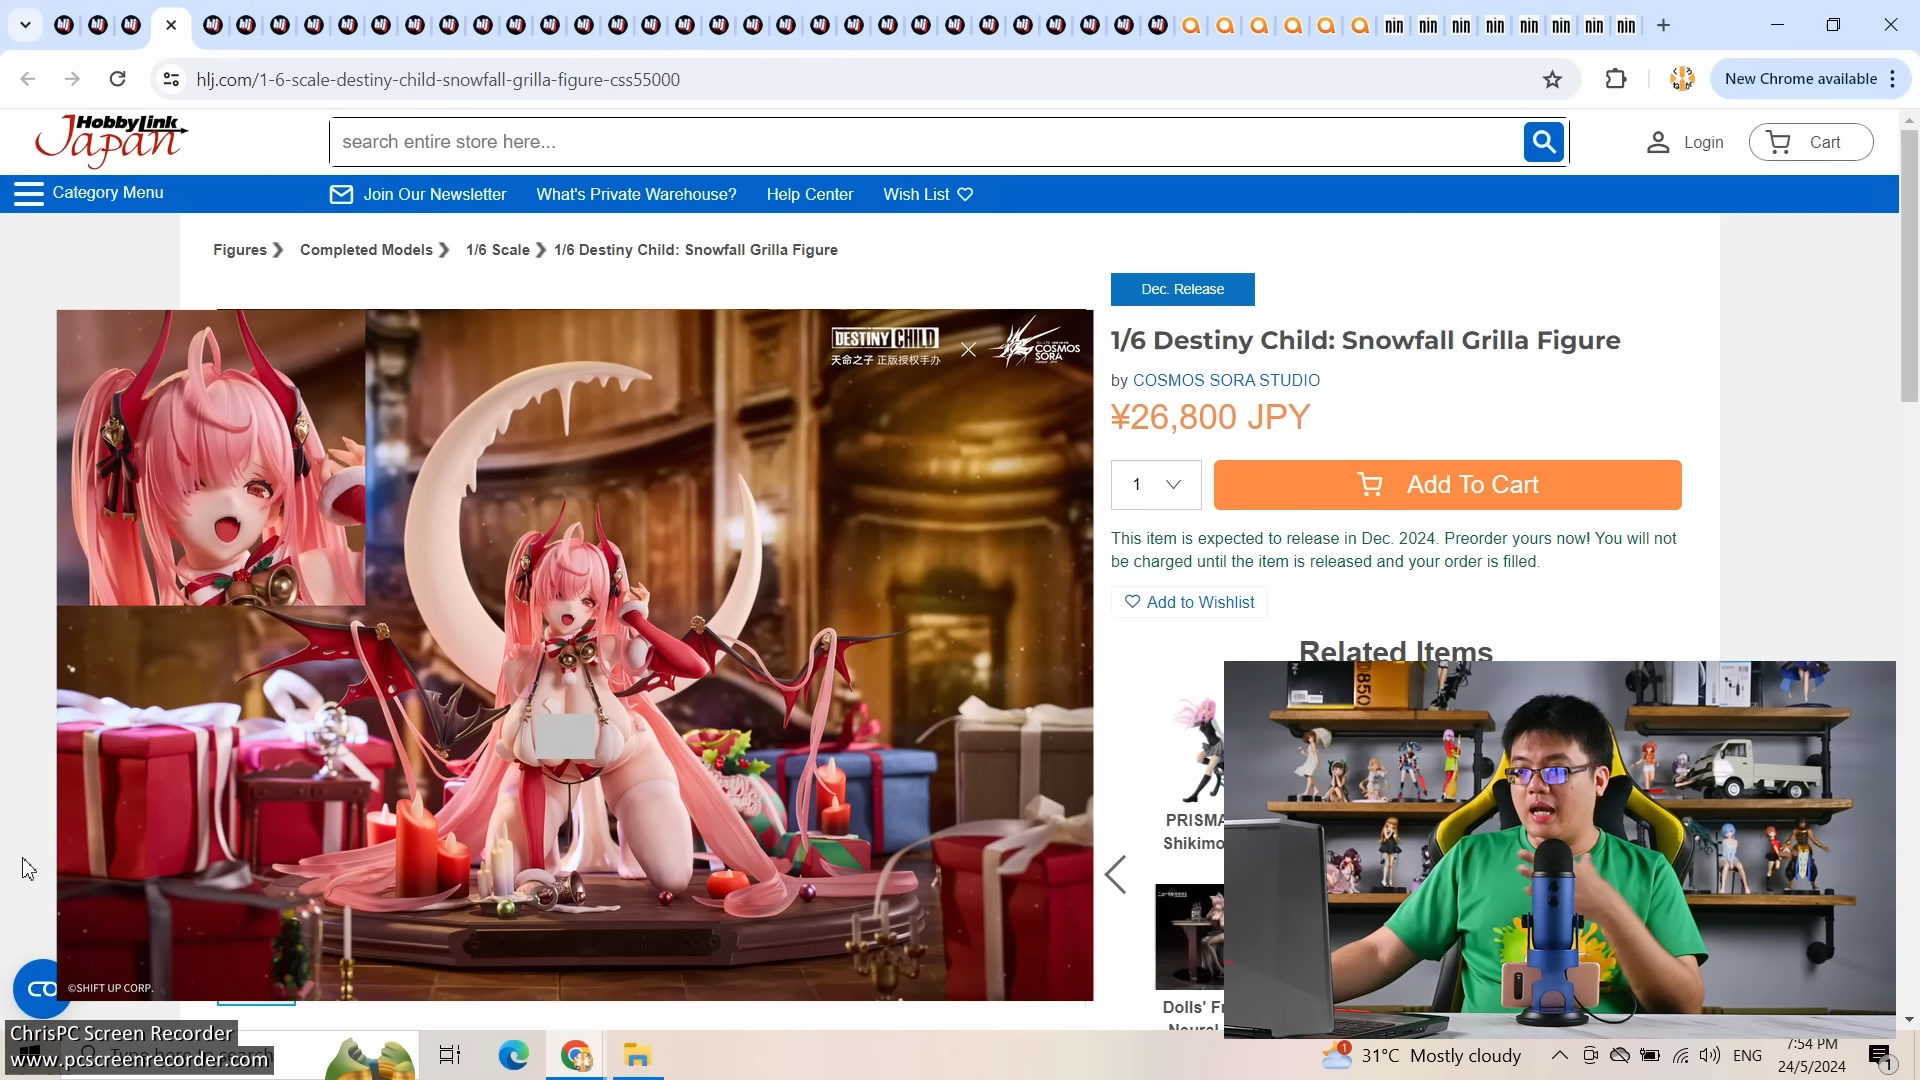 hlj.com/1-6-scale-destiny-child-snowfall-grilla-figure-css55000
New Chrome available
HobbyLink
Japan
search entire store here...
Login
Cart
Category Menu
Join Our Newsletter
What's Private Warehouse?
Help Center
Wish List
Figures
Completed Models
1/6 Scale
1/6 Destiny Child: Snowfall Grilla Figure
Dec. Release
DESTINY CHILD
天命之子 正版授权手办
COSMOS
SORA
1/6 Destiny Child: Snowfall Grilla Figure
by COSMOS SORA STUDIO
¥26,800 JPY
1
Add To Cart
This item is expected to release in Dec. 2024. Preorder yours now! You will not
be charged until the item is released and your order is filled.
Add to Wishlist
Related Items
PRISMA
Shikimo
Dolls' Fr
Neural
©SHIFT UP CORP.
ChrisPC Screen Recorder
www.pcscreenrecorder.com
31°C Mostly cloudy
ENG
7:54 PM
24/5/2024
1